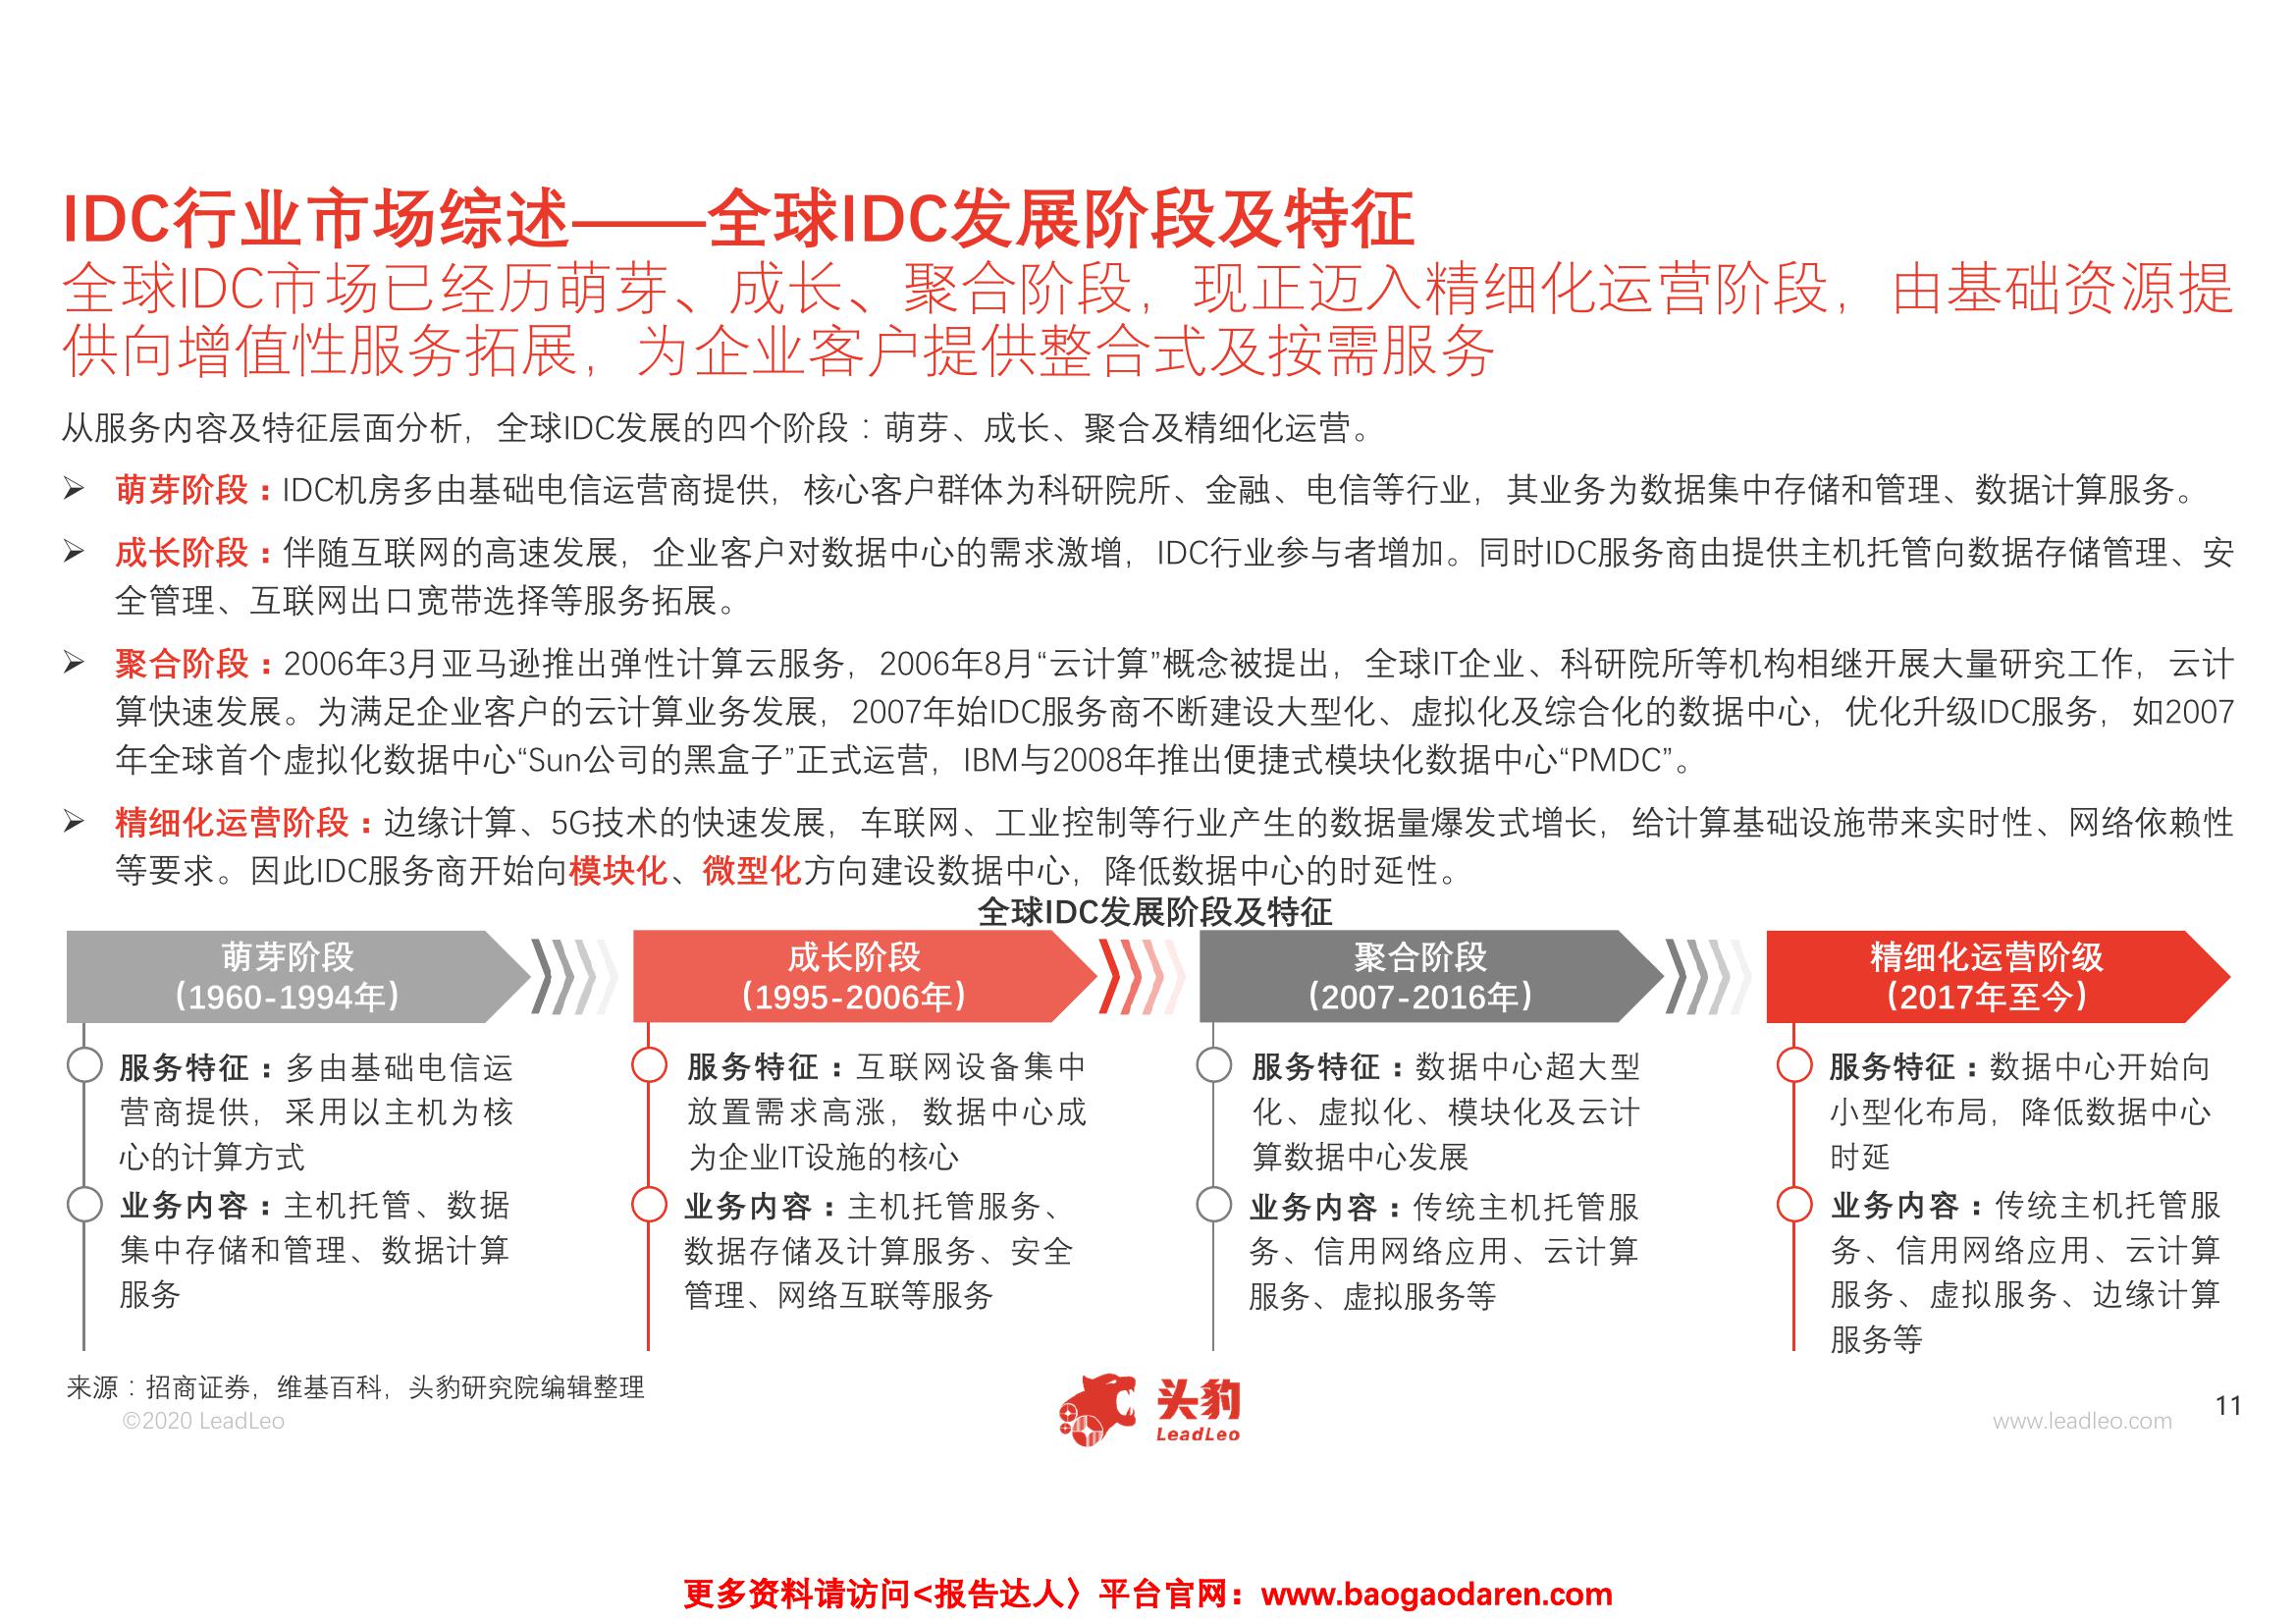 IDC行业市场综述——全球IDC发展阶段及特征
全球IDC市场已经历萌芽、成长、聚合阶段，现正迈入精细化运营阶段，由基础资源提
供向增值性服务拓展，为企业客户提供整合式及按需服务
从服务内容及特征层面分析，全球IDC发展的四个阶段：萌芽、成长、聚合及精细化运营。
➢ 萌芽阶段：IDC机房多由基础电信运营商提供，核心客户群体为科研院所、金融、电信等行业，其业务为数据集中存储和管理、数据计算服务。
➢ 成长阶段：伴随互联网的高速发展，企业客户对数据中心的需求激增，IDC行业参与者增加。同时IDC服务商由提供主机托管向数据存储管理、安
全管理、互联网出口宽带选择等服务拓展。
➢ 聚合阶段：2006年3月亚马逊推出弹性计算云服务，2006年8月“云计算”概念被提出，全球IT企业、科研院所等机构相继开展大量研究工作，云计
算快速发展。为满足企业客户的云计算业务发展，2007年始IDC服务商不断建设大型化、虚拟化及综合化的数据中心，优化升级IDC服务，如2007
年全球首个虚拟化数据中心“Sun公司的黑盒子”正式运营，IBM与2008年推出便捷式模块化数据中心“PMDC”。
➢ 精细化运营阶段：边缘计算、5G技术的快速发展，车联网、工业控制等行业产生的数据量爆发式增长，给计算基础设施带来实时性、网络依赖性
等要求。因此IDC服务商开始向模块化、微型化方向建设数据中心，降低数据中心的时延性。
全球IDC发展阶段及特征
萌芽阶段
（1960-1994年）
服务特征：多由基础电信运
营商提供，采用以主机为核
心的计算方式
业务内容：主机托管、数据
集中存储和管理、数据计算
服务
成长阶段
（1995-2006年）
服务特征：互联网设备集中
放置需求高涨，数据中心成
为企业IT设施的核心
业务内容：主机托管服务、
数据存储及计算服务、安全
管理、网络互联等服务
聚合阶段
（2007-2016年）
服务特征：数据中心超大型
化、虚拟化、模块化及云计
算数据中心发展
业务内容：传统主机托管服
务、信用网络应用、云计算
服务、虚拟服务等
精细化运营阶级
（2017年至今）
服务特征：数据中心开始向
小型化布局，降低数据中心
时延
业务内容：传统主机托管服
务、信用网络应用、云计算
服务、虚拟服务、边缘计算
服务等
来源：招商证券，维基百科，头豹研究院编辑整理
©2020 LeadLeo
头豹
LeadLeo
www.leadleo.com
11
更多资料请访问<报告达人〉平台官网：www.baogaodaren.com